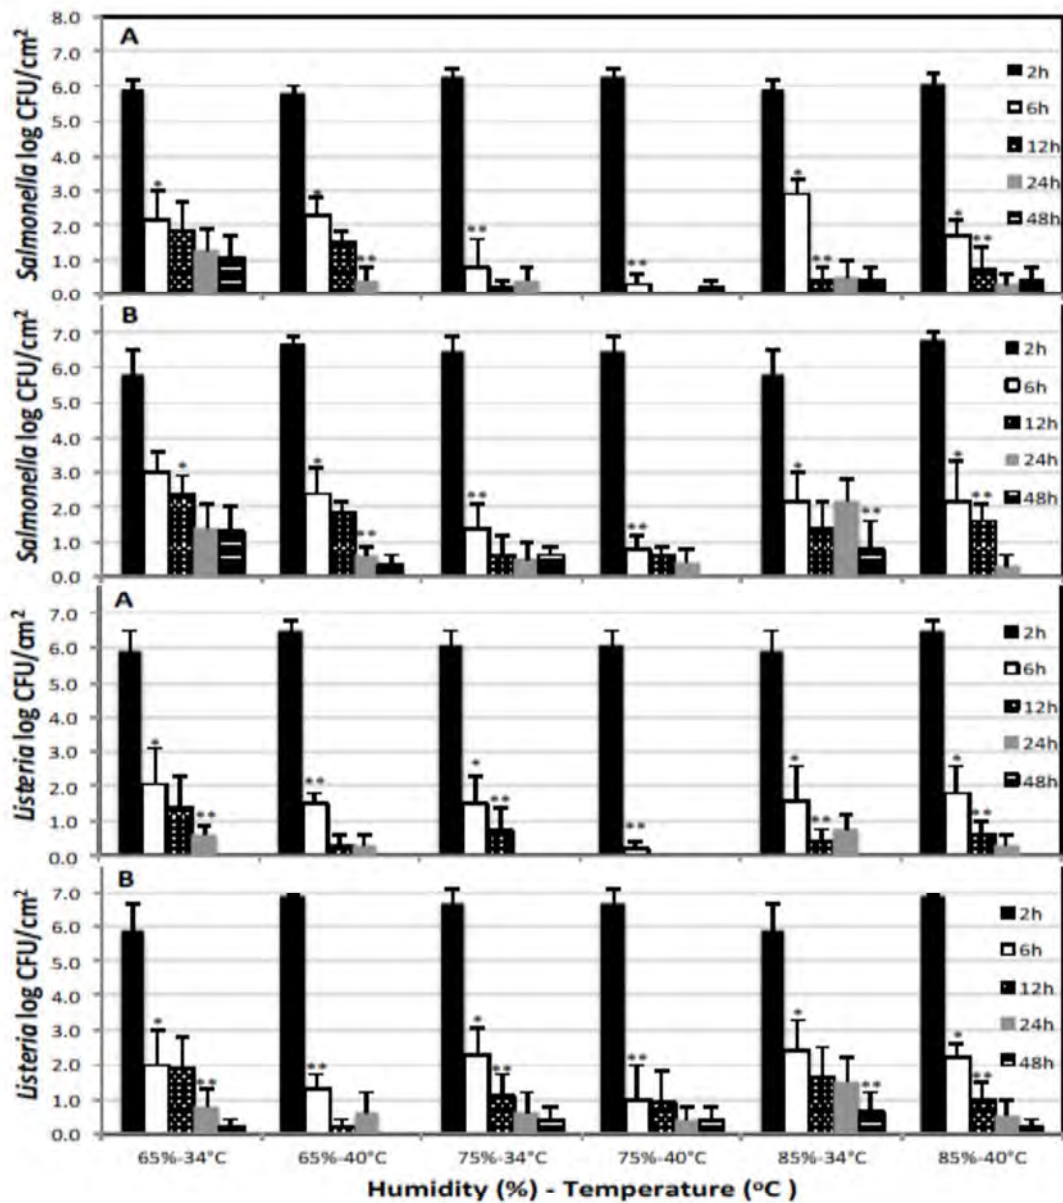 8.0
A
7.0
6.0
5.0
4.0
3.0
2.0
1.0
0.0
Salmonella log CFU/cm²
2h
6h
12h
24h
48h
* * ** ** ** * ** * **
B
7.0
6.0
5.0
4.0
3.0
2.0
1.0
0.0
Salmonella log CFU/cm²
2h
6h
12h
24h
48h
* * ** ** ** * ** * **
A
7.0
6.0
5.0
4.0
3.0
2.0
1.0
0.0
Listeria log CFU/cm²
2h
6h
12h
24h
48h
* ** ** * ** ** * ** * **
B
7.0
6.0
5.0
4.0
3.0
2.0
1.0
0.0
Listeria log CFU/cm²
2h
6h
12h
24h
48h
* ** ** * ** ** * ** * **
65%-34°C 65%-40°C 75%-34°C 75%-40°C 85%-34°C 85%-40°C
Humidity (%) - Temperature (°C )